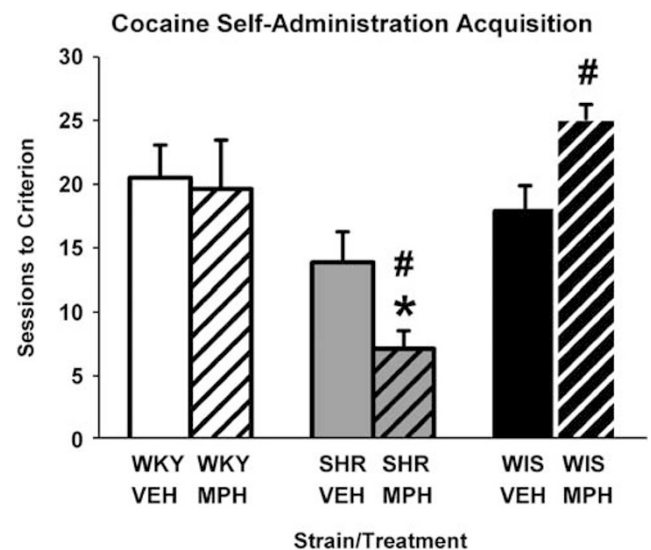 Cocaine Self-Administration Acquisition
Sessions to Criterion
30
25
20
15
10
5
0
#
*
#
WKY WKY SHR SHR WIS WIS
VEH MPH VEH MPH VEH MPH
Strain/Treatment